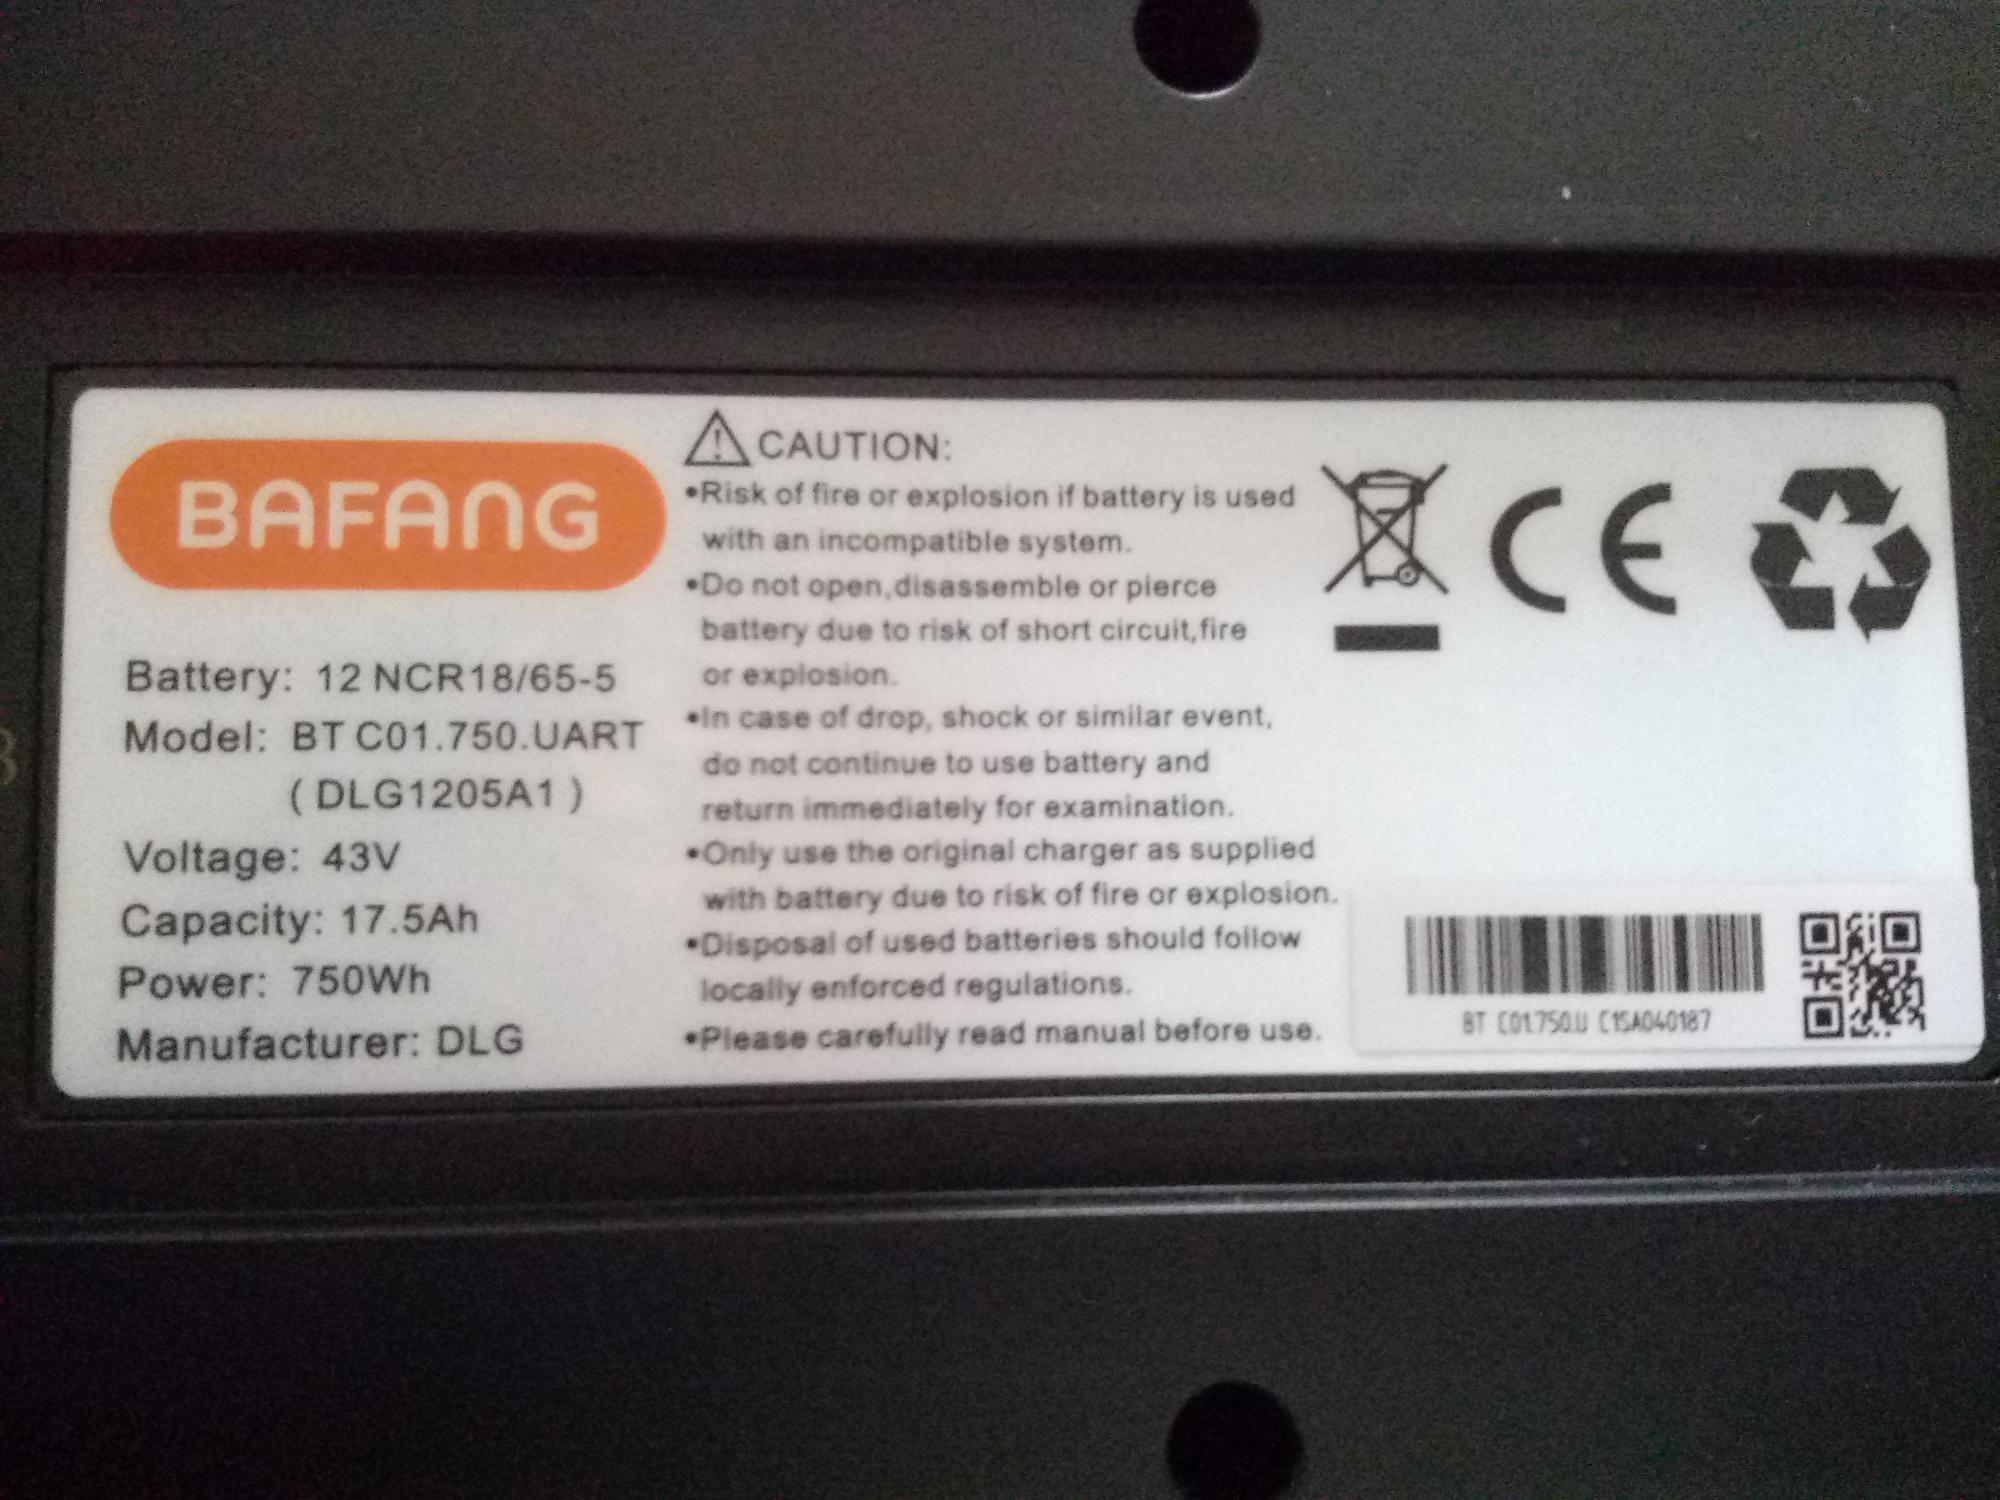 BAFANG
Battery: 12 NCR18/65-5
Model: BT C01.750.UART
( DLG1205A1 )
Voltage: 43V
Capacity: 17.5Ah
Power: 750Wh
Manufacturer: DLG
CAUTION:
•Risk of fire or explosion if battery is used
with an incompatible system.
•Do not open,disassemble or pierce
battery due to risk of short circuit,fire
or explosion.
•In case of drop, shock or similar event,
do not continue to use battery and
return immediately for examination.
•Only use the original charger as supplied
with battery due to risk of fire or explosion.
•Disposal of used batteries should follow
locally enforced regulations.
•Please carefully read manual before use.
CE
BT C01.750.U C1SA040187